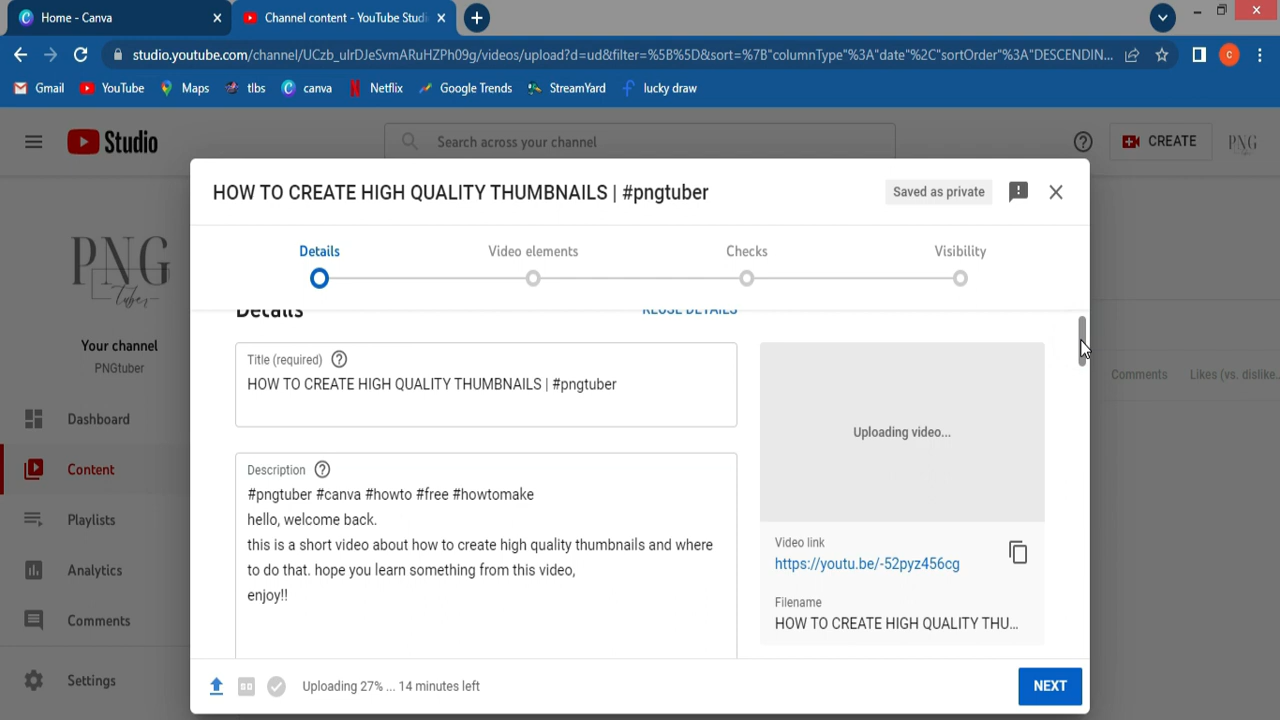 Home - Canva
Channel content - YouTube Studi
studio.youtube.com/channel/UCzb_ulrDJeSvmARuHZPh09g/videos/upload?d=ud&filter=%5B%5D&sort=%7B"columnType"%3A"date"%2C"sortOrder"%3A"DESCENDIN...
C
Gmail
YouTube
Maps
tlbs
canva
Netflix
Google Trends
StreamYard
lucky draw
Studio
Search across your channel
CREATE
PNG
HOW TO CREATE HIGH QUALITY THUMBNAILS | #pngtuber
Saved as private
Details
Video elements
Checks
Visibility
PNG
tuber
Your channel
PNGtuber
Dashboard
Content
Playlists
Analytics
Comments
Settings
Details
REUSE DETAILS
Title (required)
HOW TO CREATE HIGH QUALITY THUMBNAILS | #pngtuber
Description
#pngtuber #canva #howto #free #howtomake
hello, welcome back.
this is a short video about how to create high quality thumbnails and where
to do that. hope you learn something from this video,
enjoy!!
Uploading video...
Video link
https://youtu.be/-52pyz456cg
Filename
HOW TO CREATE HIGH QUALITY THU...
Comments
Likes (vs. dislike..
Uploading 27% ... 14 minutes left
NEXT